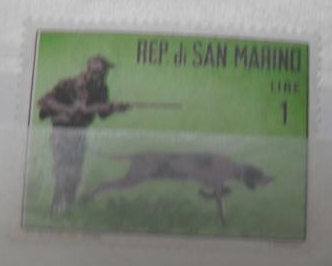 REP. di SAN MARINO
LIRE
1